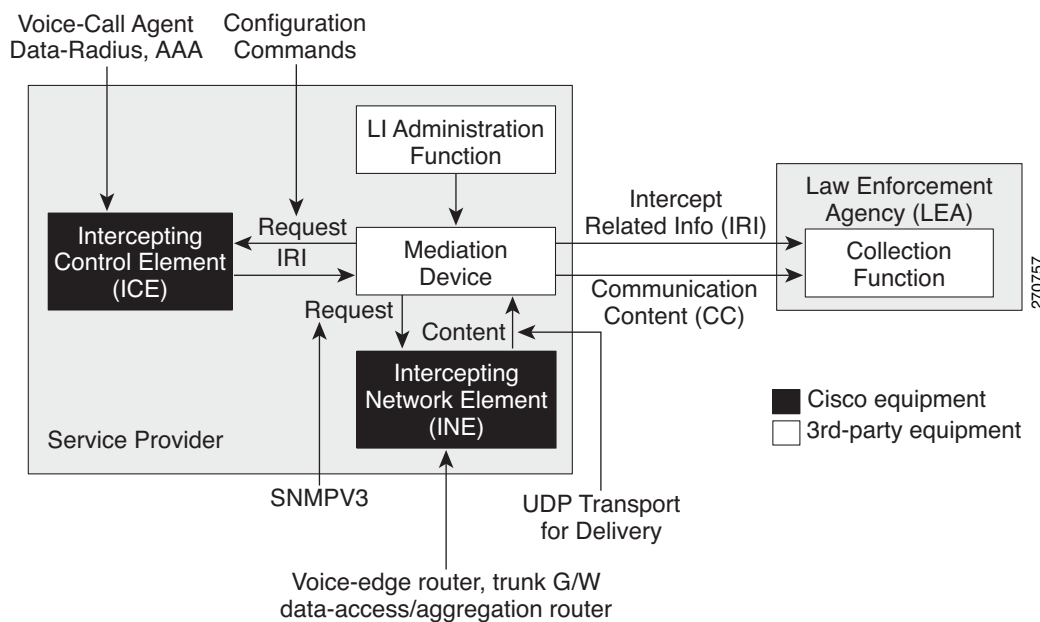 Voice-Call Agent
Data-Radius, AAA
Configuration
Commands
LI Administration
Function
Law Enforcement
Agency (LEA)
Collection
Function
Intercept
Related Info (IRI)
Communication
Content (CC)
Intercepting
Control Element
(ICE)
Request
IRI
Mediation
Device
Request
Content
Intercepting
Network Element
(INE)
Service Provider
SNMPV3
UDP Transport
for Delivery
Voice-edge router, trunk G/W
data-access/aggregation router
Cisco equipment
3rd-party equipment
270757